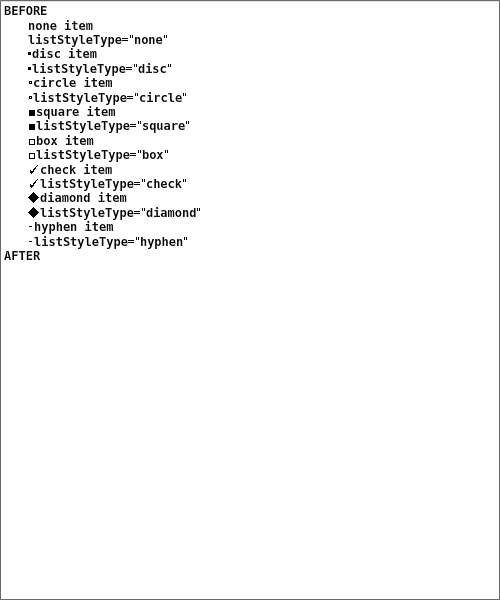 BEFORE
none item
listStyleType="none"
▪disc item
▪listStyleType="disc"
▫circle item
▫listStyleType="circle"
■square item
■listStyleType="square"
□box item
□listStyleType="box"
✓check item
✓listStyleType="check"
◆diamond item
◆listStyleType="diamond"
-hyphen item
-listStyleType="hyphen"
AFTER